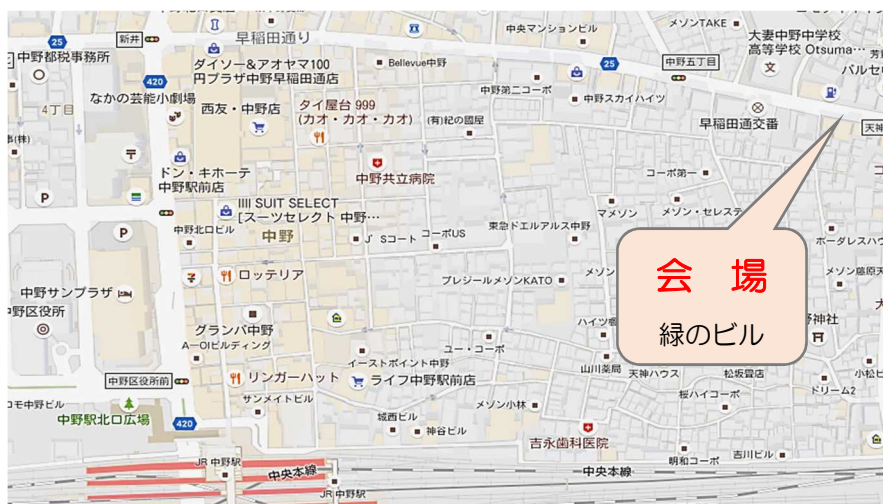 中央マンションビル
メゾンTAKE
大妻中野中学校
高等学校 Otsuma…
25
新井
早稲田通り
中野都税事務所
ダイソー&アオヤマ100
円プラザ中野早稲田通店
Bellevue中野
25
中野五丁目
バルセ
420
なかの芸能小劇場
4丁目
西友・中野店
タイ屋台 999
(カオ・カオ・カオ)
(有)紀の國屋
中野第二コーポ
中野スカイハイツ
早稲田通交番
天神
ドン・キホーテ
中野駅前店
中野共立病院
コーポ第一
P
IIII SUIT SELECT
[スーツセレクト 中野…
マメゾン
メゾン・セレステ
P
中野北口ビル
中野
J'Sコート
コーポUS
東急ドエルアルス中野
ボーダレスハウ
ロッテリア
プレジールメゾンKATO
メゾン
会 場
緑のビル
メゾン藤原天
中野サンプラザ
野区役所
グランパ中野
A-OIビルディング
ハイツ
野神社
ユー・コーポ
イーストポイント中野
山川薬局
天神ハウス
松坂畳店
小松ビ
中野区役所前
リンガーハット
ライフ中野駅前店
ドリーム2
コモ中野ビル
サンメイトビル
メゾン小林
桜ハイコーポ
中野駅北口広場
420
城西ビル
神谷ビル
吉永歯科医院
明和コーポ
吉川ビル
JR 中野駅
中央本線
中央本線
JR 中野駅